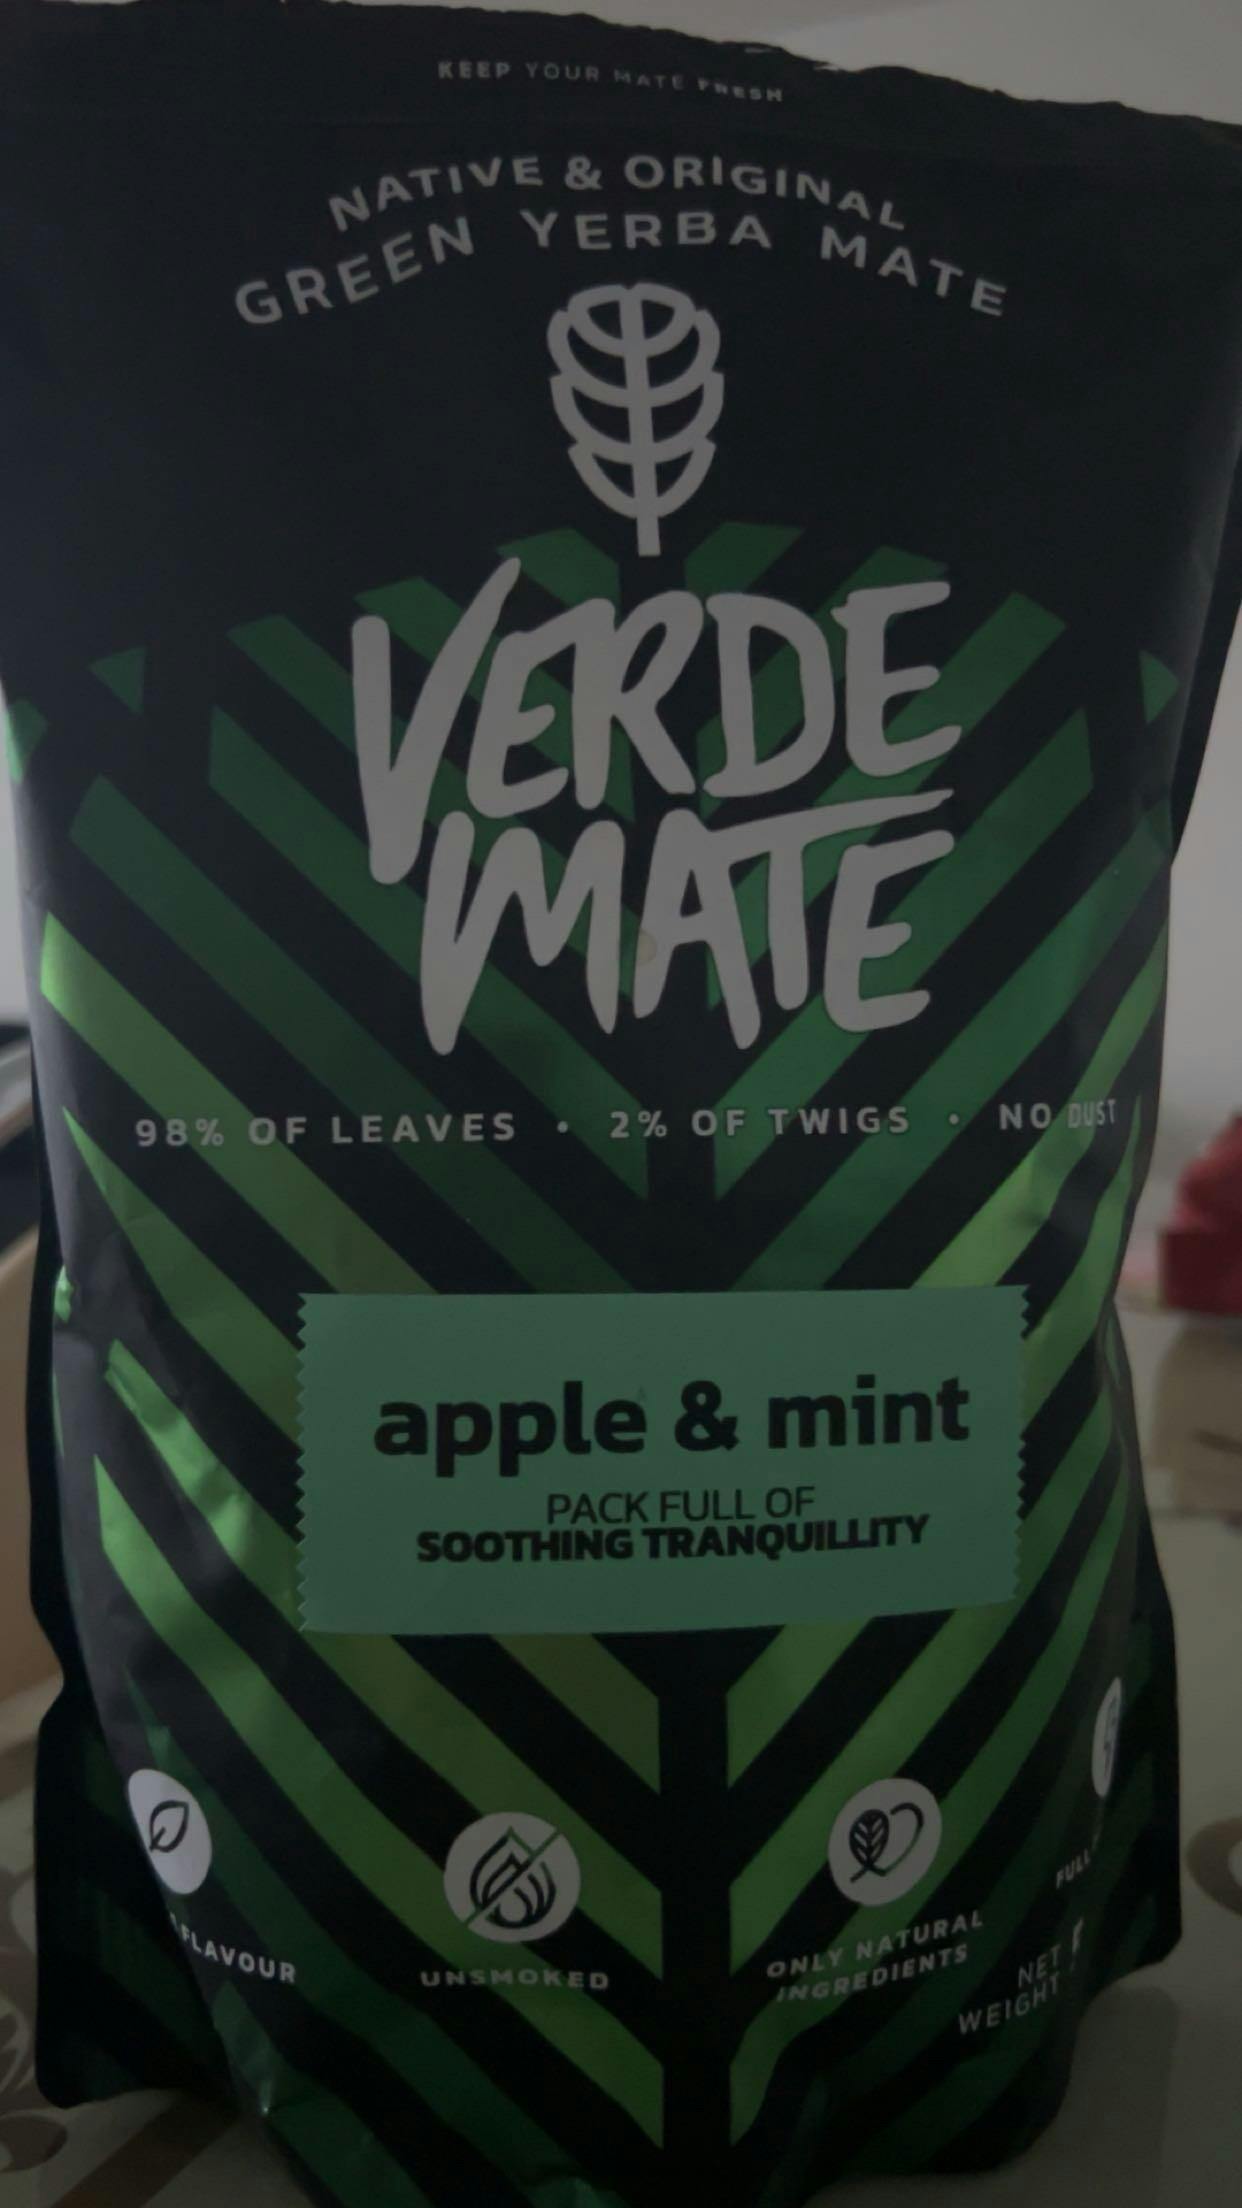 KEEP YOUR MATE FRESH
NATIVE & ORIGINAL
GREEN YERBA MATE
VERDE
MATE
98% OF LEAVES • 2% OF TWIGS • NO DUST
apple & mint
PACK FULL OF
SOOTHING TRANQUILLITY
FLAVOUR
UNSMOKED
ONLY NATURAL
INGREDIENTS
FULL
NET
WEIGHT